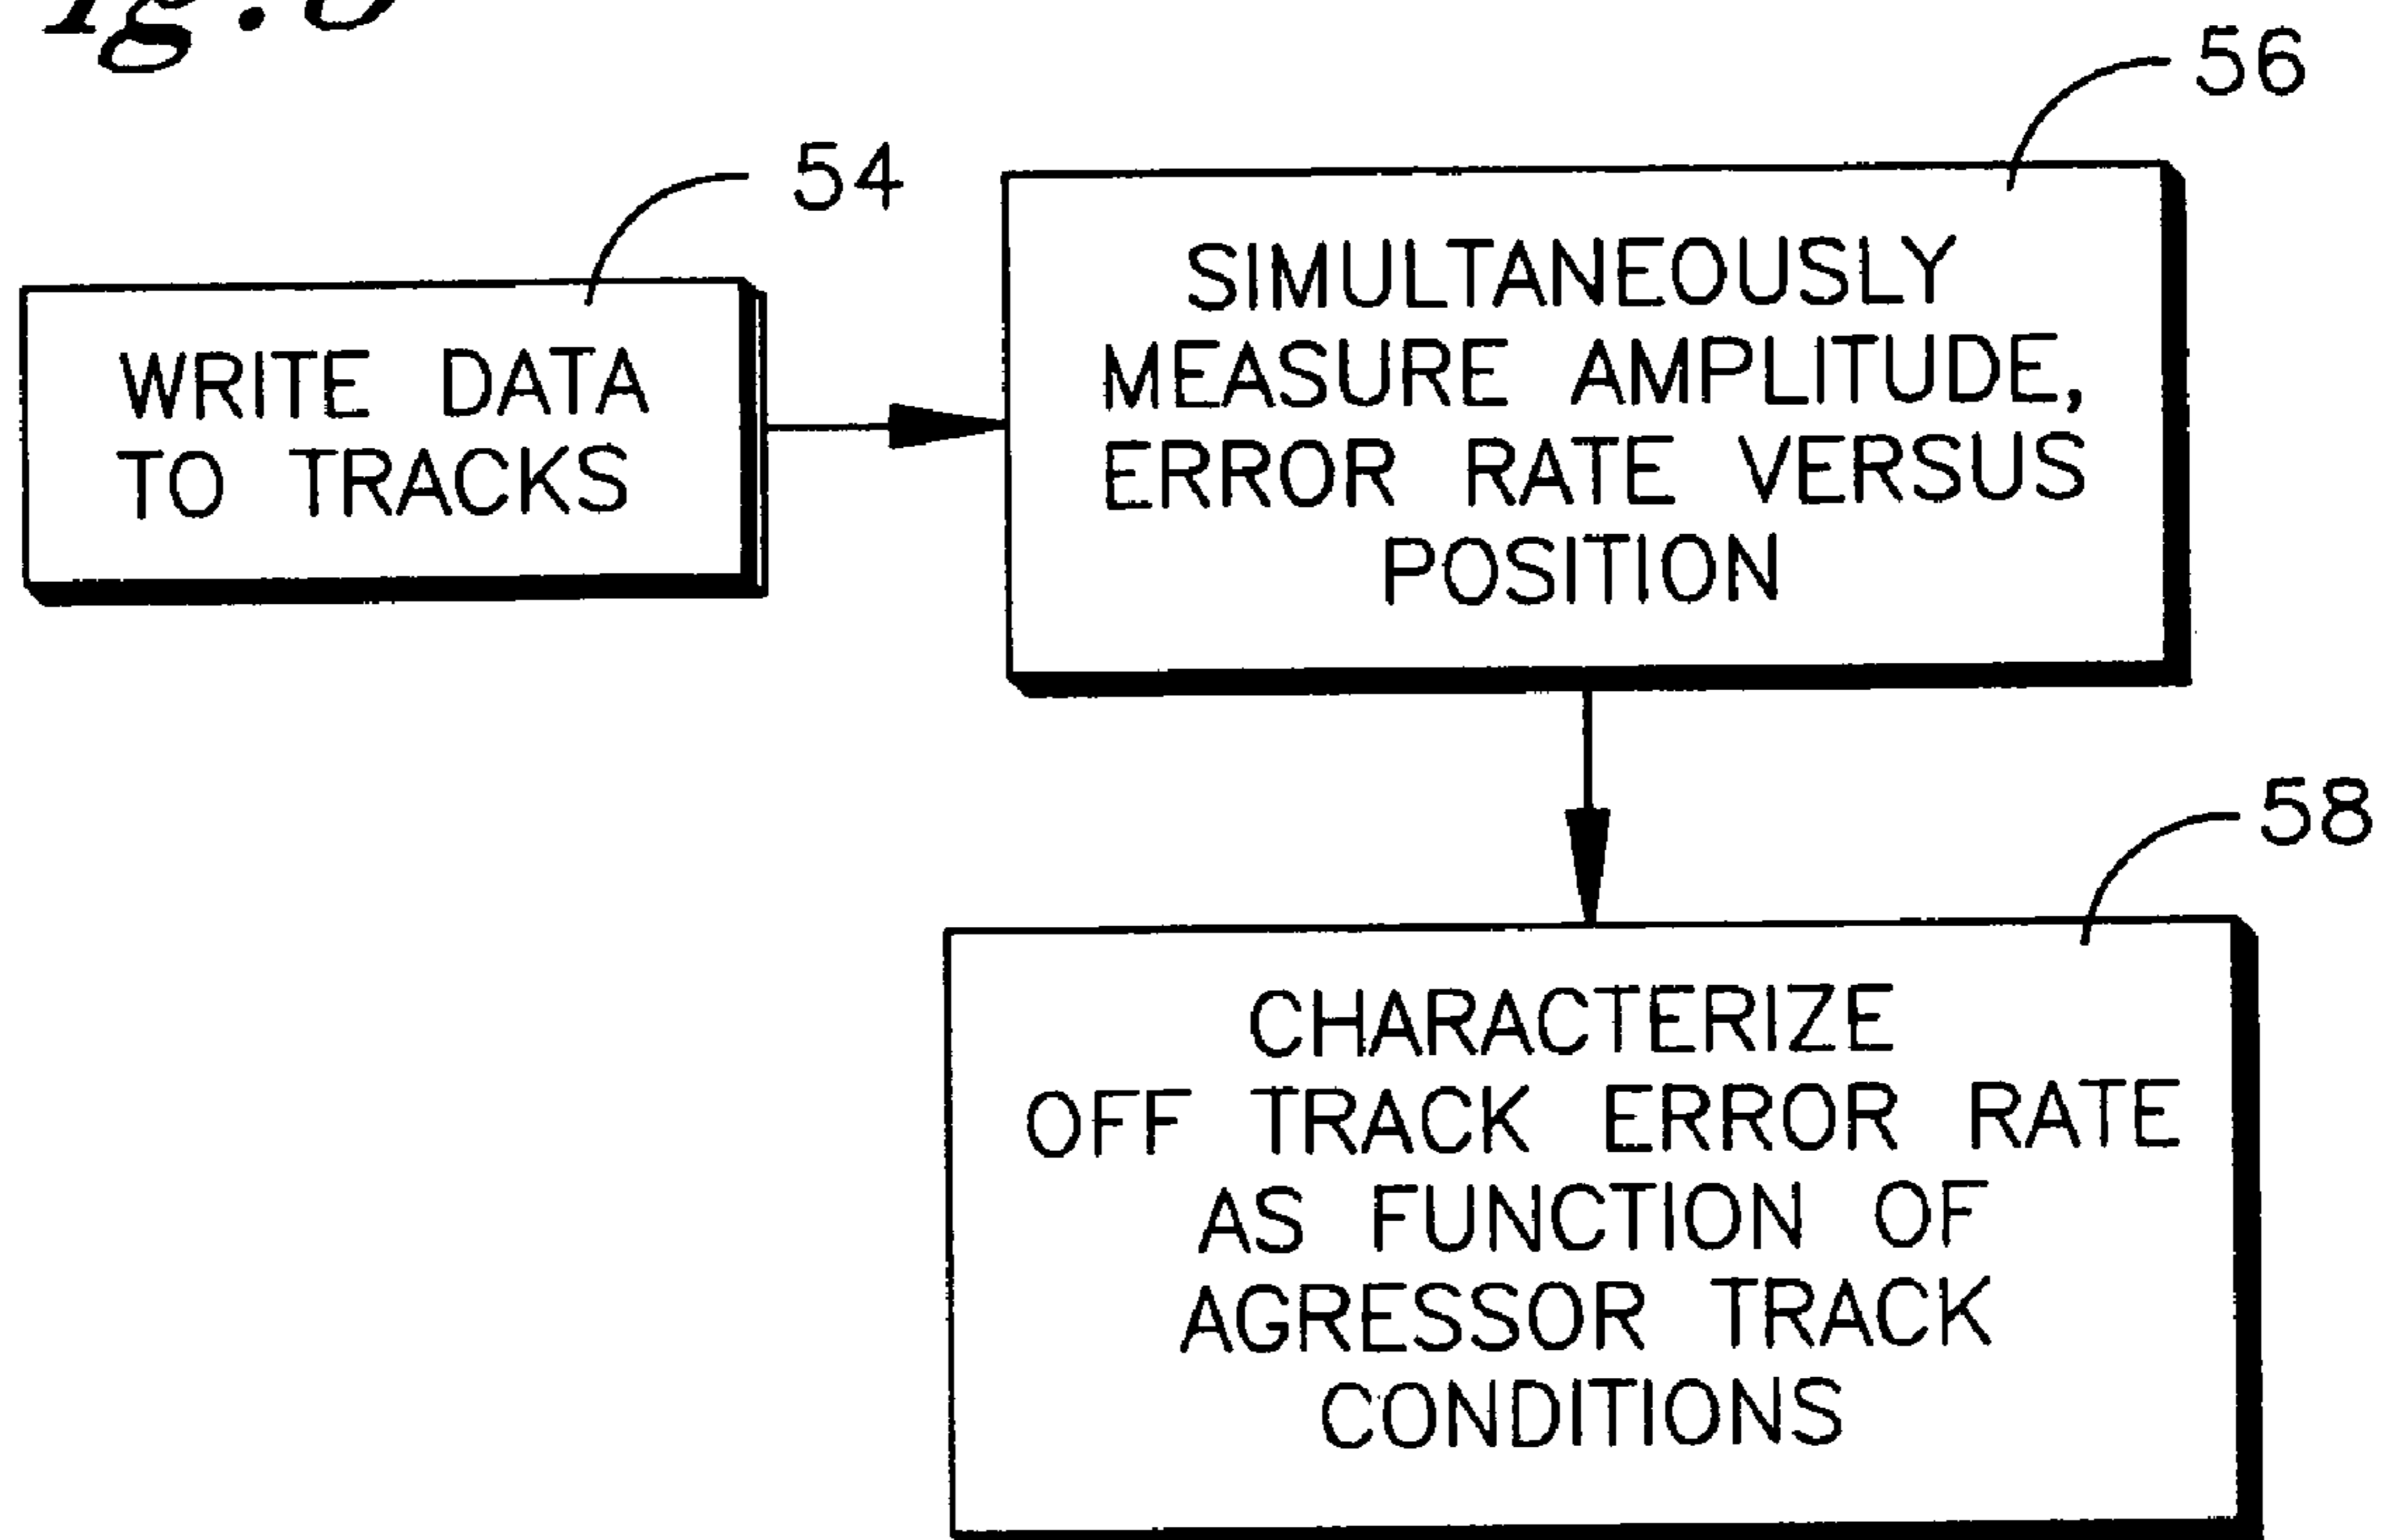 54
WRITE DATA
TO TRACKS
56
SIMULTANEOUSLY
MEASURE AMPLITUDE,
ERROR RATE VERSUS
POSITION
58
CHARACTERIZE
OFF TRACK ERROR RATE
AS FUNCTION OF
AGRESSOR TRACK
CONDITIONS